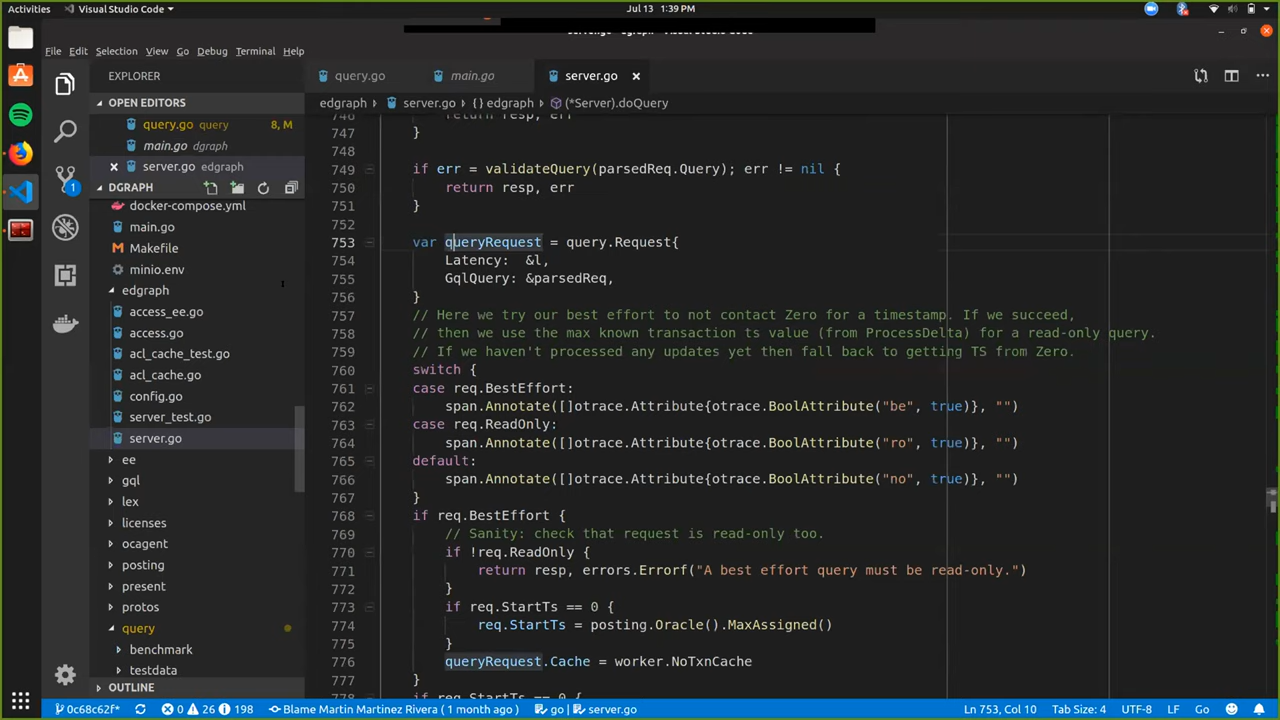 Activities
Visual Studio Code
Jul 13 1:39 PM
File Edit Selection View Go Debug Terminal Help
EXPLORER
OPEN EDITORS
query.go query 8, M
main.go dgraph
server.go edgraph
DGRAPH
docker-compose.yml
main.go
Makefile
minio.env
edgraph
access_ee.go
access.go
acl_cache_test.go
acl_cache.go
config.go
server_test.go
server.go
ee
gql
lex
licenses
ocagent
posting
present
protos
query
benchmark
testdata
OUTLINE
query.go main.go server.go
edgraph server.go {} edgraph (*Server).doQuery
746 return resp, err
747 }
748
749 if err = validateQuery(parsedReq.Query); err != nil {
750 return resp, err
751 }
752
753 var queryRequest = query.Request{
754 Latency: &l,
755 GqlQuery: &parsedReq,
756 }
757 // Here we try our best effort to not contact Zero for a timestamp. If we succeed,
758 // then we use the max known transaction ts value (from ProcessDelta) for a read-only query.
759 // If we haven't processed any updates yet then fall back to getting TS from Zero.
760 switch {
761 case req.BestEffort:
762 span.Annotate([]otrace.Attribute{otrace.BoolAttribute("be", true)}, "")
763 case req.ReadOnly:
764 span.Annotate([]otrace.Attribute{otrace.BoolAttribute("ro", true)}, "")
765 default:
766 span.Annotate([]otrace.Attribute{otrace.BoolAttribute("no", true)}, "")
767 }
768 if req.BestEffort {
769 // Sanity: check that request is read-only too.
770 if !req.ReadOnly {
771 return resp, errors.Errorf("A best effort query must be read-only.")
772 }
773 if req.StartTs == 0 {
774 req.StartTs = posting.Oracle().MaxAssigned()
775 }
776 queryRequest.Cache = worker.NoTxnCache
777 }
778 if req.StartTs == 0 {
0c68c62f* 0 26 198 Blame Martin Martinez Rivera ( 1 month ago ) go server.go Ln 753, Col 10 Tab Size: 4 UTF-8 LF Go